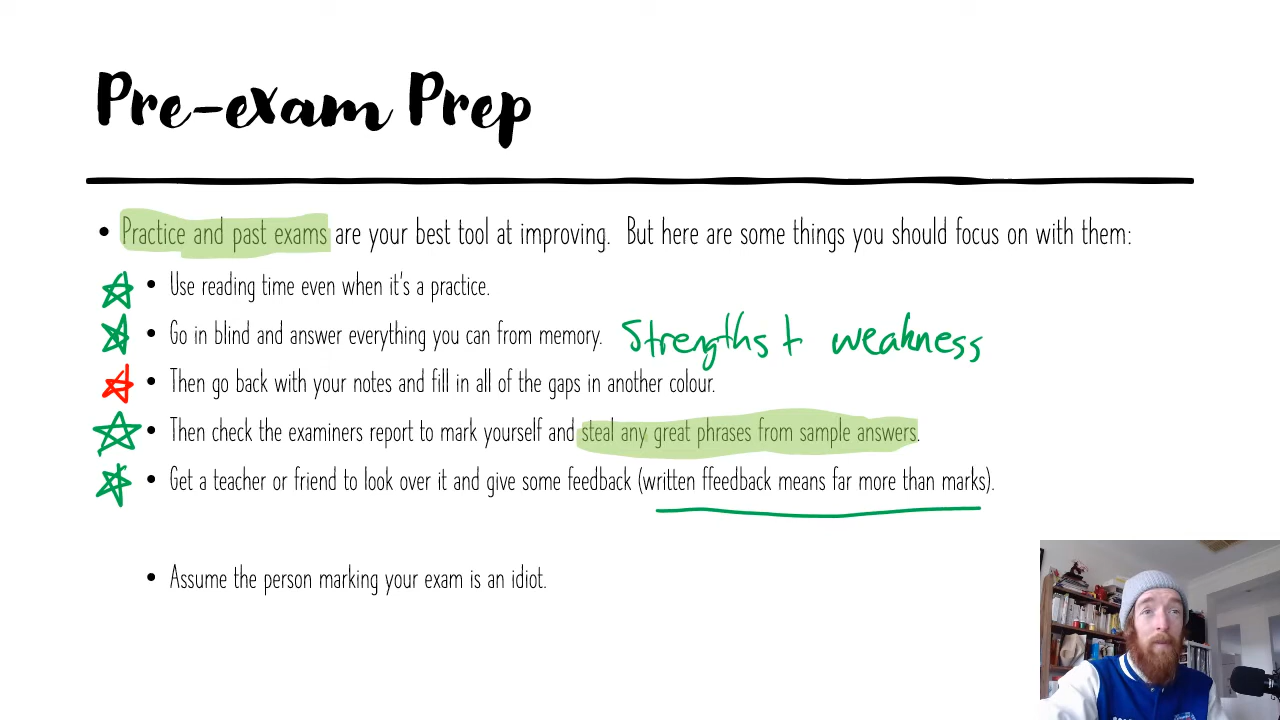 Pre-exam Prep
• Practice and past exams are your best tool at improving. But here are some things you should focus on with them:
• Use reading time even when it's a practice.
• Go in blind and answer everything you can from memory. Strengths + weakness
• Then go back with your notes and fill in all of the gaps in another colour.
• Then check the examiners report to mark yourself and steal any great phrases from sample answers.
• Get a teacher or friend to look over it and give some feedback (written ffeedback means far more than marks).
• Assume the person marking your exam is an idiot.